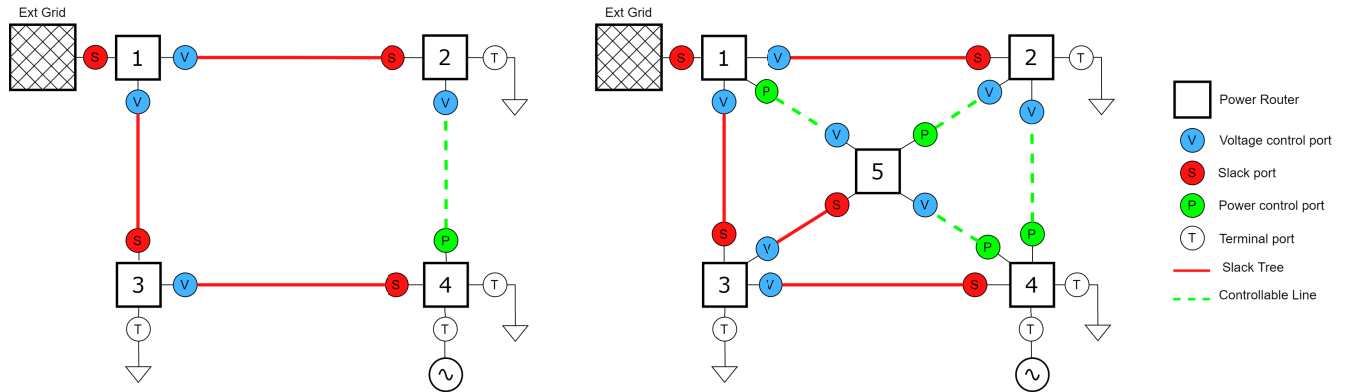 Ext Grid
S
1
V
S
2
T
V
V
S
P
3
V
S
4
T
T
T
Ext Grid
S
1
V
S
2
T
P
V
V
V
V
P
5
S
V
S
P
V
P
3
V
S
4
T
T
T
Power Router
V
Voltage control port
S
Slack port
P
Power control port
T
Terminal port
Slack Tree
Controllable Line